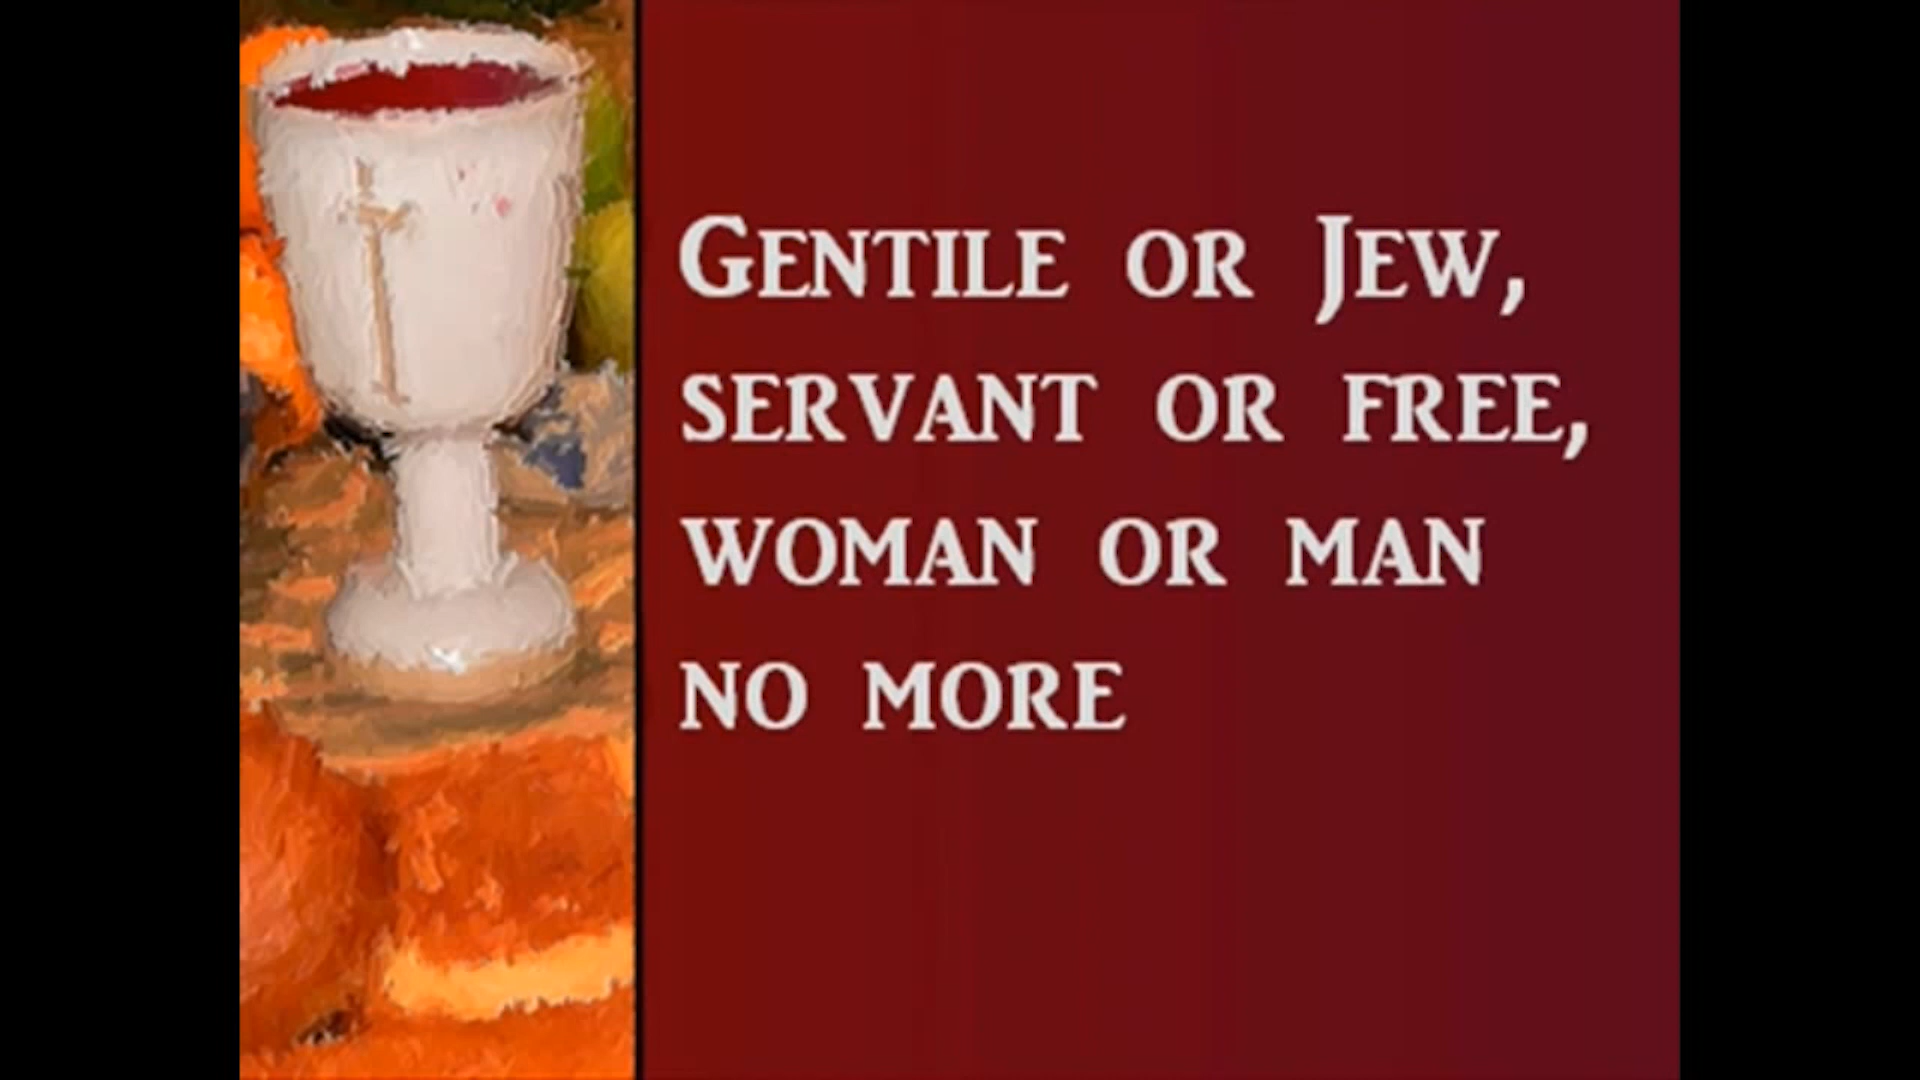 Gentile or Jew,
servant or free,
woman or man
no more